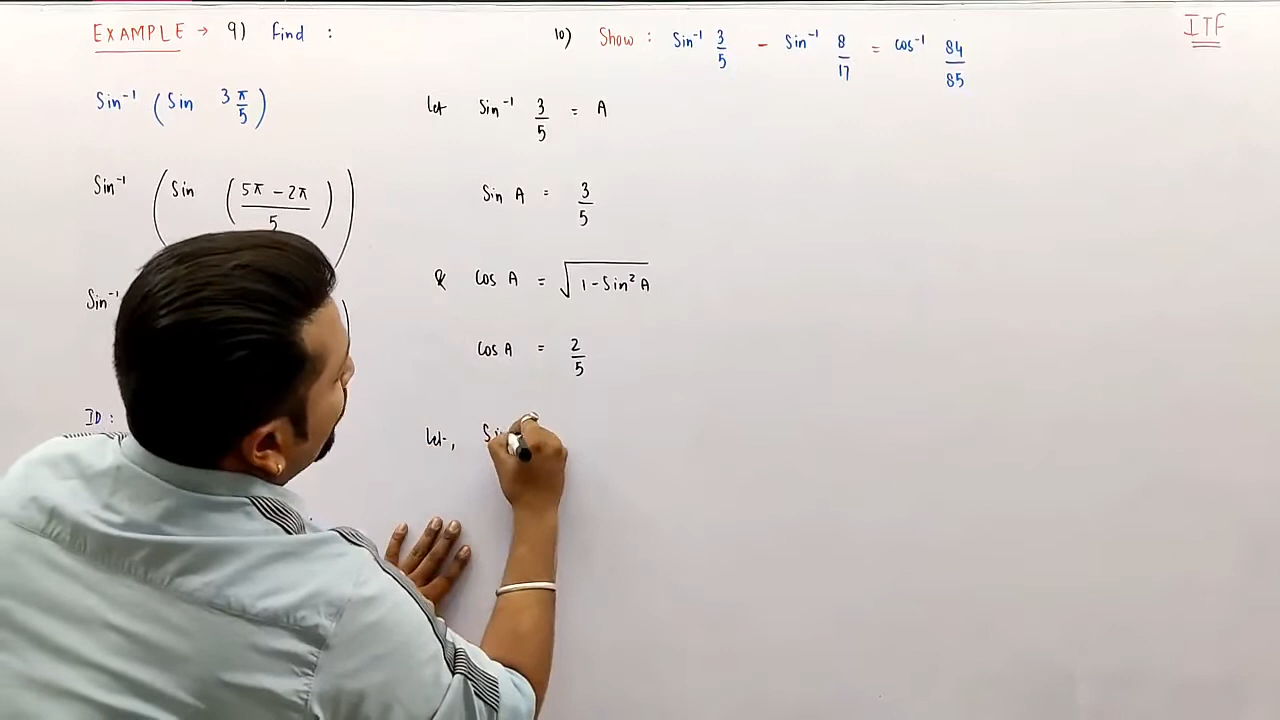 EXAMPLE → 9) Find :
Sin⁻¹ (Sin 3π/5)
Sin⁻¹ (Sin ((5π - 2π)/5))
Sin⁻¹
ID :
10) Show : Sin⁻¹ 3/5 - Sin⁻¹ 8/17 = cos⁻¹ 84/85
ITF
let Sin⁻¹ 3/5 = A
Sin A = 3/5
& cos A = √(1 - Sin² A)
cos A = 2/5
let,